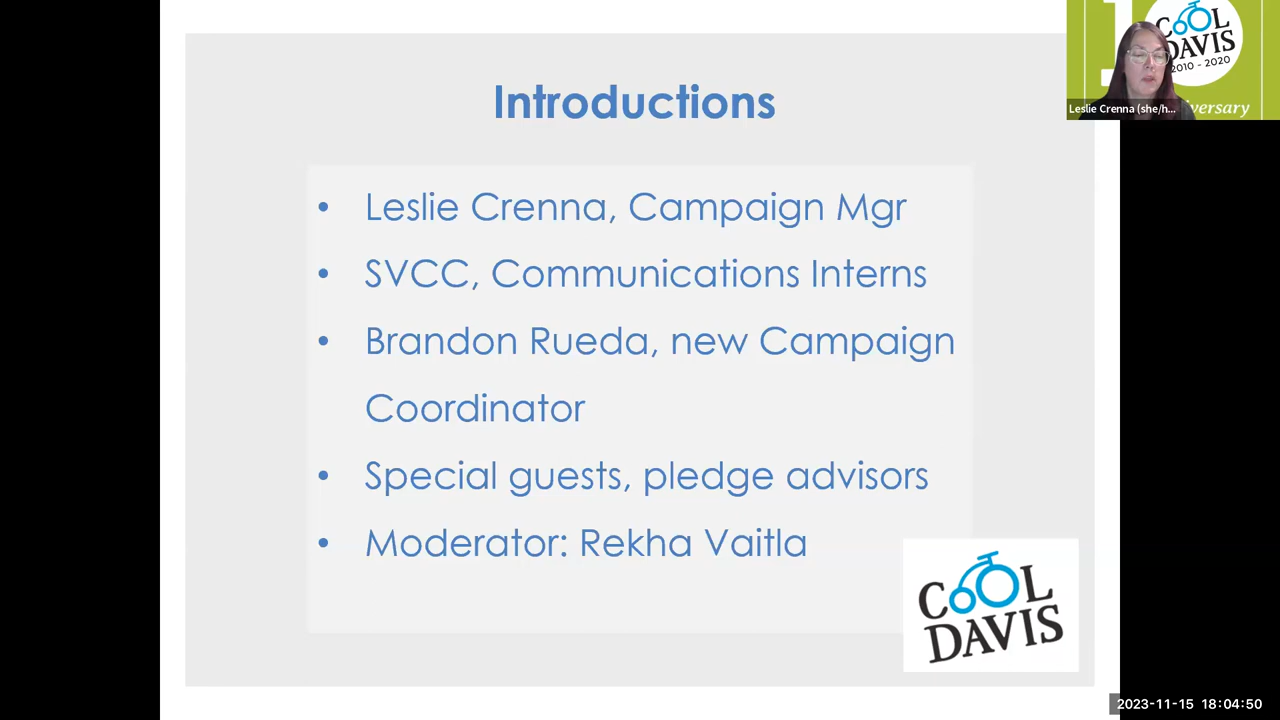 COOL
DAVIS
2010 - 2020
Leslie Crenna (she/h...
versary
Introductions
• Leslie Crenna, Campaign Mgr
• SVCC, Communications Interns
• Brandon Rueda, new Campaign
Coordinator
• Special guests, pledge advisors
• Moderator: Rekha Vaitla
COOL
DAVIS
2023-11-15 18:04:50